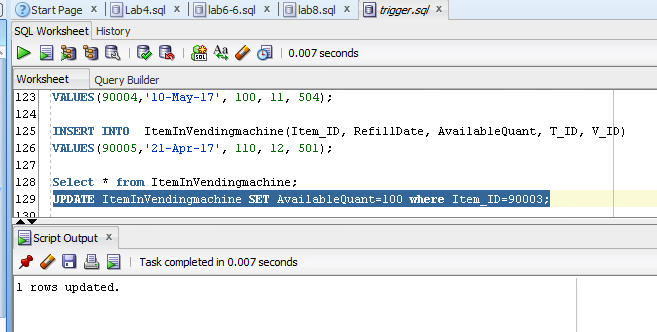 Start Page x Lab4.sql x lab6-6.sql x lab8.sql x trigger.sql x
SQL Worksheet History
SQL Aa 0.007 seconds
Worksheet Query Builder
123 VALUES(90004,'10-May-17', 100, 11, 504);
124
125 INSERT INTO ItemInVendingmachine(Item_ID, RefillDate, AvailableQuant, T_ID, V_ID)
126 VALUES(90005,'21-Apr-17', 110, 12, 501);
127
128 Select * from ItemInVendingmachine;
129 UPDATE ItemInVendingmachine SET AvailableQuant=100 where Item_ID=90003;
130
Script Output x
Task completed in 0.007 seconds
1 rows updated.